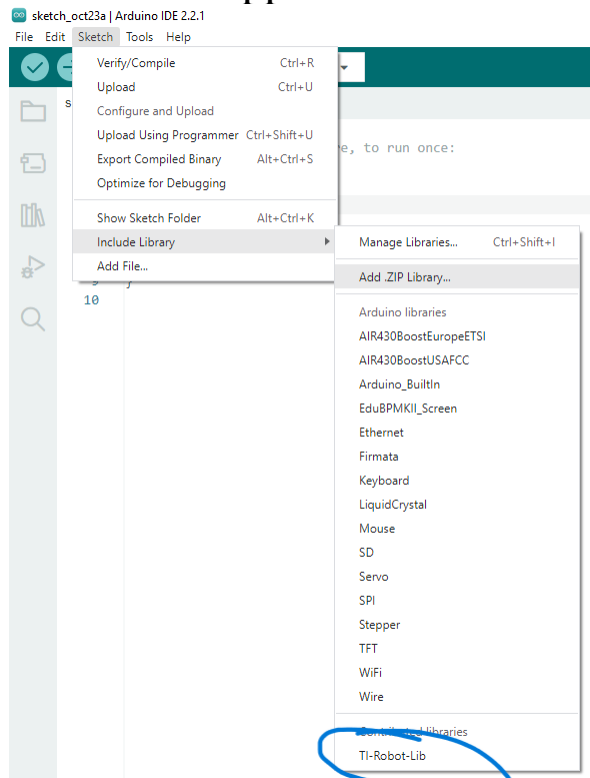 sketch_oct23a | Arduino IDE 2.2.1
File Edit Sketch Tools Help
Verify/Compile Ctrl+R
Upload Ctrl+U
Configure and Upload
Upload Using Programmer Ctrl+Shift+U
Export Compiled Binary Alt+Ctrl+S
Optimize for Debugging
Show Sketch Folder Alt+Ctrl+K
Include Library
Add File...
s
, to run once:
Manage Libraries... Ctrl+Shift+I
Add .ZIP Library...
Arduino libraries
AIR430BoostEuropeETSI
AIR430BoostUSAFCC
Arduino_BuiltIn
EduBPMKII_Screen
Ethernet
Firmata
Keyboard
LiquidCrystal
Mouse
SD
Servo
SPI
Stepper
TFT
WiFi
Wire
Contributed libraries
TI-Robot-Lib
9 }
10